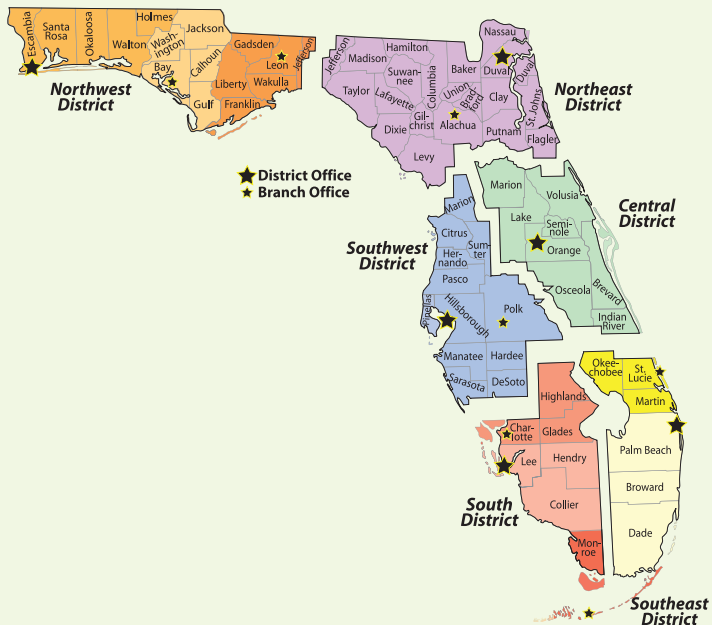 Escambia
Santa
Rosa
Okaloosa
Walton
Holmes
Wash-
ington
Jackson
Bay
Calhoun
Gulf
Gadsden
Leon
Jefferson
Liberty
Wakulla
Franklin
Northwest
District
Jefferson
Madison
Hamilton
Taylor
Suwan-
nee
Lafayette
Columbia
Baker
Union
Brad-
ford
Nassau
Duval
Duval
Clay
St. Johns
Gil-
christ
Dixie
Alachua
Putnam
Flagler
Levy
Northeast
District
District Office
Branch Office
Marion
Volusia
Lake
Semi-
nole
Orange
Osceola
Brevard
Indian
River
Central
District
Marion
Citrus
Sum-
ter
Her-
nando
Pasco
Pinellas
Hillsborough
Polk
Manatee
Hardee
Sarasota
DeSoto
Southwest
District
Okee-
chobee
St.
Lucie
Martin
Palm Beach
Broward
Dade
Highlands
Char-
lotte
Glades
Lee
Hendry
Collier
Mon-
roe
South
District
Southeast
District